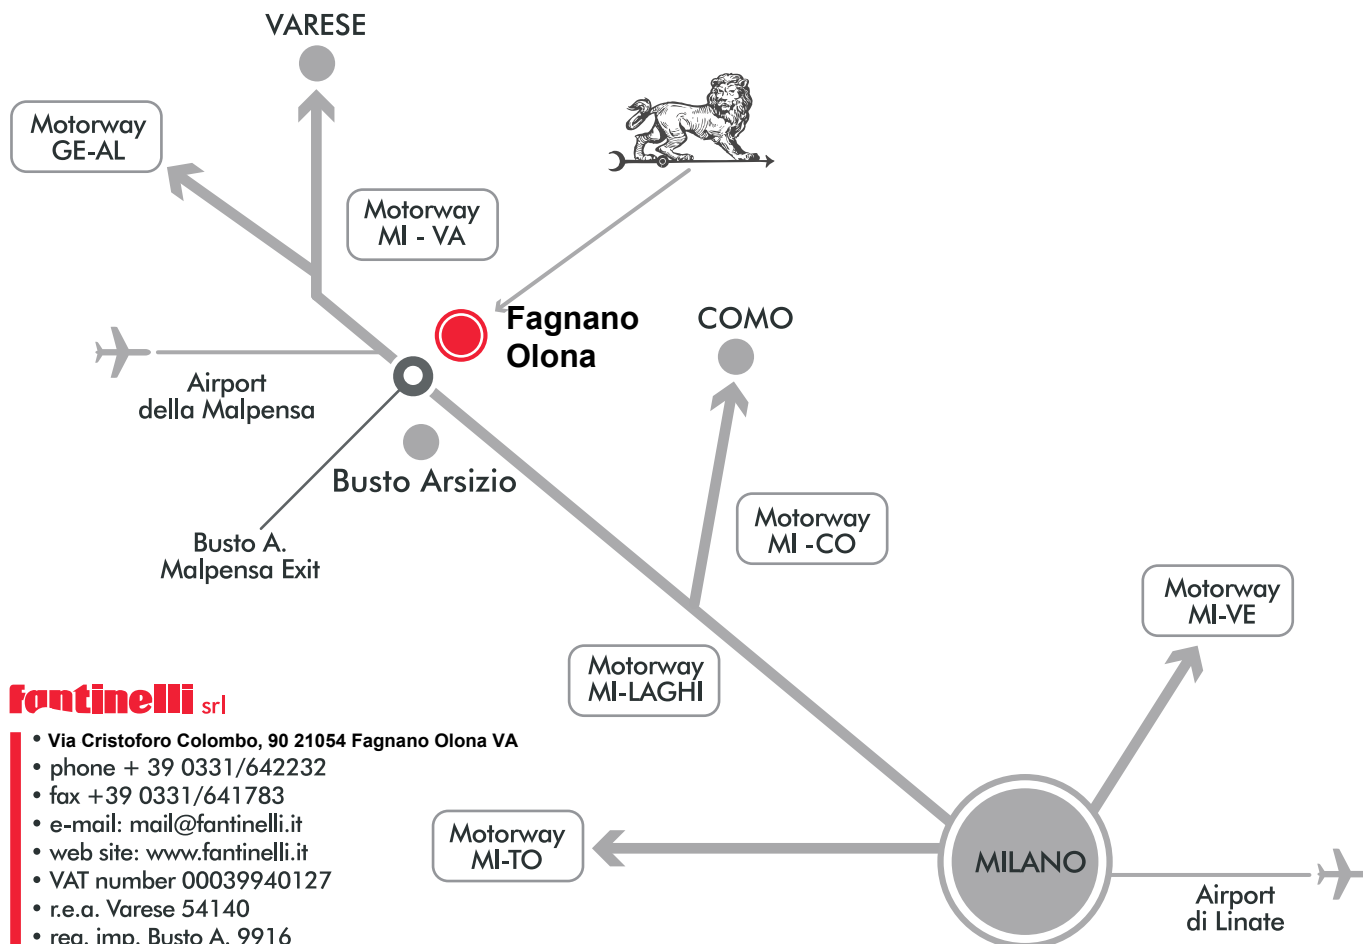 VARESE
Motorway
GE-AL
Motorway
MI - VA
Fagnano
Olona
COMO
Airport
della Malpensa
Busto Arsizio
Motorway
MI -CO
Busto A.
Malpensa Exit
Motorway
MI-VE
Motorway
MI-LAGHI
fantinelli srl
• Via Cristoforo Colombo, 90 21054 Fagnano Olona VA
• phone + 39 0331/642232
• fax +39 0331/641783
• e-mail: mail@fantinelli.it
• web site: www.fantinelli.it
• VAT number 00039940127
• r.e.a. Varese 54140
• reg. imp. Busto A. 9916
Motorway
MI-TO
MILANO
Airport
di Linate